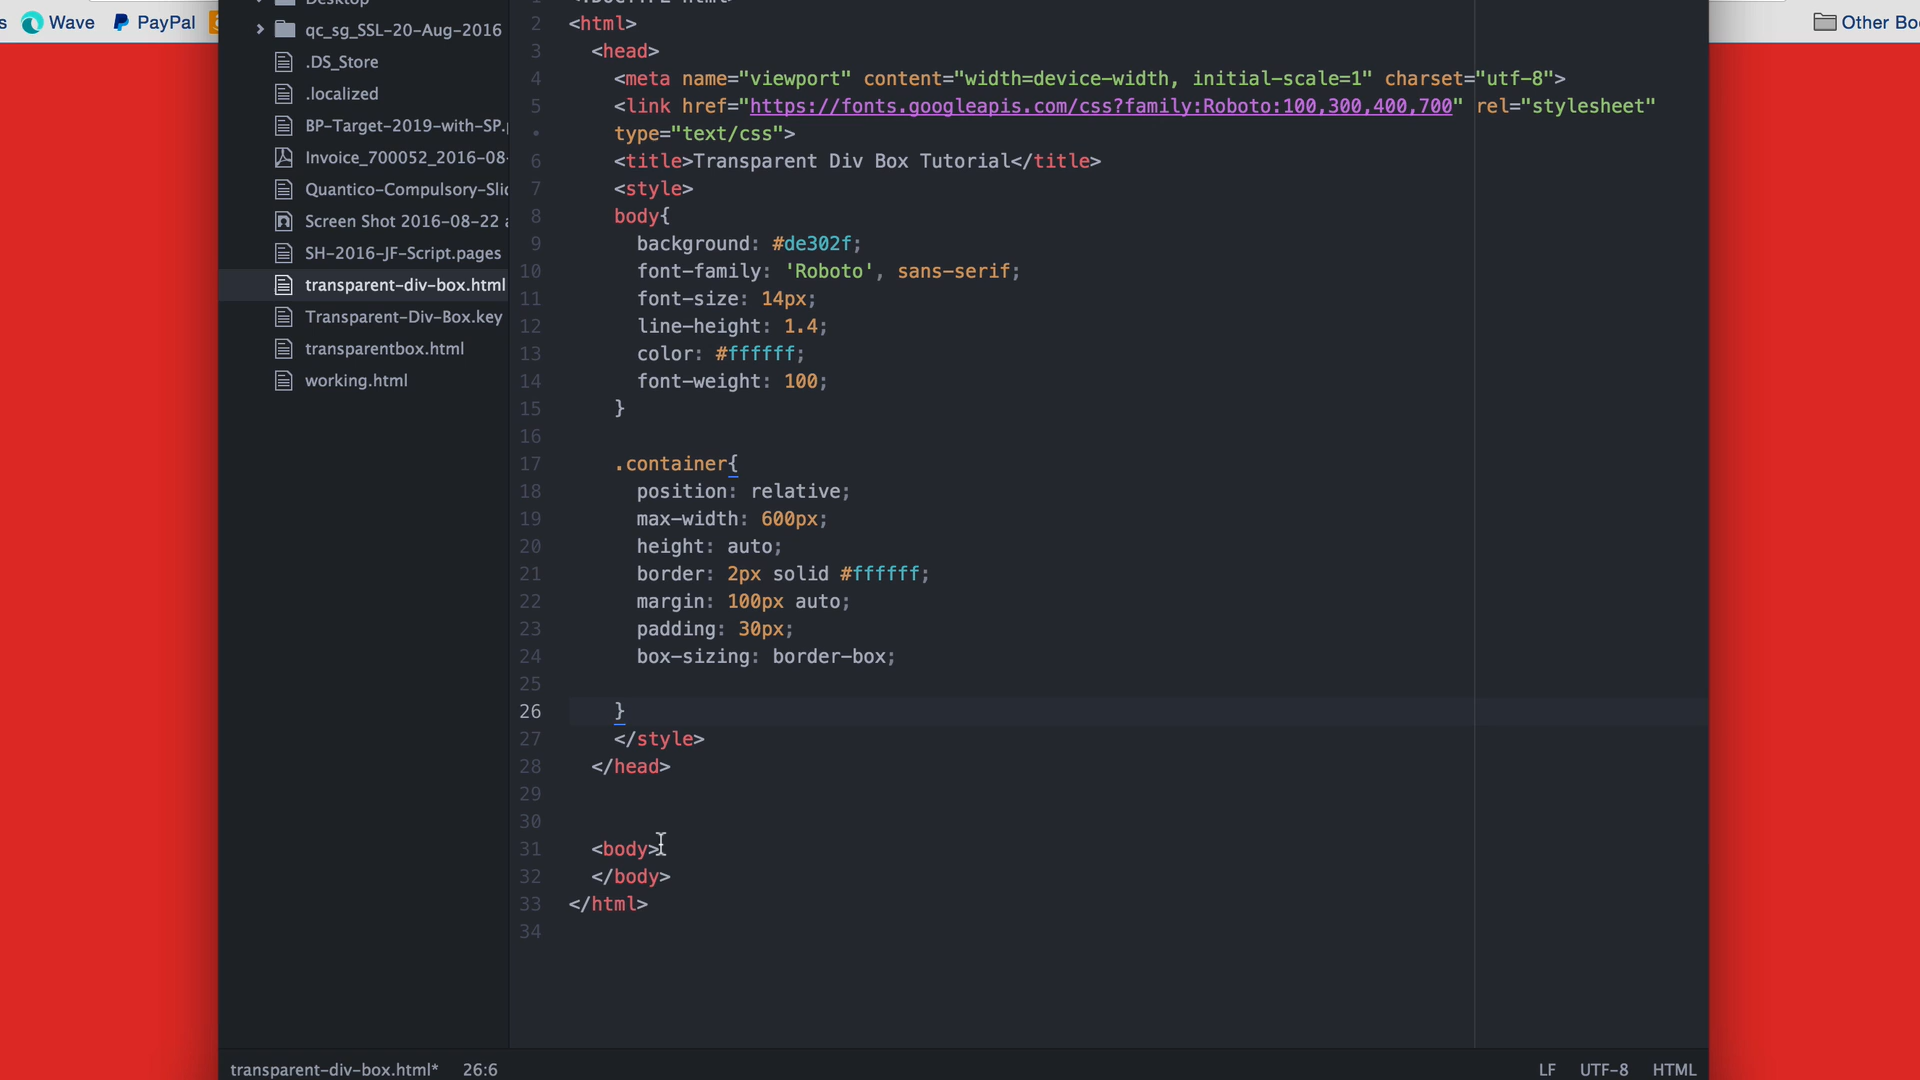 s Wave PayPal
Other Bo
Desktop
qc_sg_SSL-20-Aug-2016
.DS_Store
.localized
BP-Target-2019-with-SP.
Invoice_700052_2016-08-
Quantico-Compulsory-Slid
Screen Shot 2016-08-22 a
SH-2016-JF-Script.pages
transparent-div-box.html
Transparent-Div-Box.key
transparentbox.html
working.html
1 <!DOCTYPE html>
2 <html>
3 <head>
4 <meta name="viewport" content="width=device-width, initial-scale=1" charset="utf-8">
5 <link href="https://fonts.googleapis.com/css?family:Roboto:100,300,400,700" rel="stylesheet"
• type="text/css">
6 <title>Transparent Div Box Tutorial</title>
7 <style>
8 body{
9 background: #de302f;
10 font-family: 'Roboto', sans-serif;
11 font-size: 14px;
12 line-height: 1.4;
13 color: #ffffff;
14 font-weight: 100;
15 }
16
17 .container{
18 position: relative;
19 max-width: 600px;
20 height: auto;
21 border: 2px solid #ffffff;
22 margin: 100px auto;
23 padding: 30px;
24 box-sizing: border-box;
25
26 }
27 </style>
28 </head>
29
30
31 <body>
32 </body>
33 </html>
34
transparent-div-box.html* 26:6
LF UTF-8 HTML